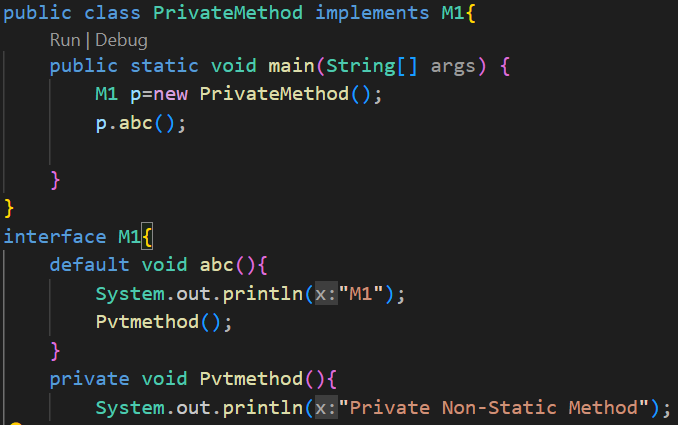 public class PrivateMethod implements M1{
Run | Debug
public static void main(String[] args) {
M1 p=new PrivateMethod();
p.abc();
}
}
interface M1{
default void abc(){
System.out.println(x:"M1");
Pvtmethod();
}
private void Pvtmethod(){
System.out.println(x:"Private Non-Static Method");